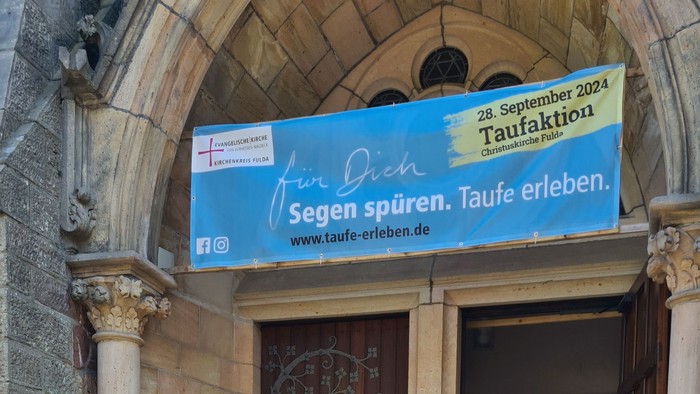 EVANGELISCHE KIRCHE
KIRCHENKREIS FULDA
für Dich
Segen spüren. Taufe erleben.
www.taufe-erleben.de
28. September 2024
Taufaktion
Christuskirche Fulda